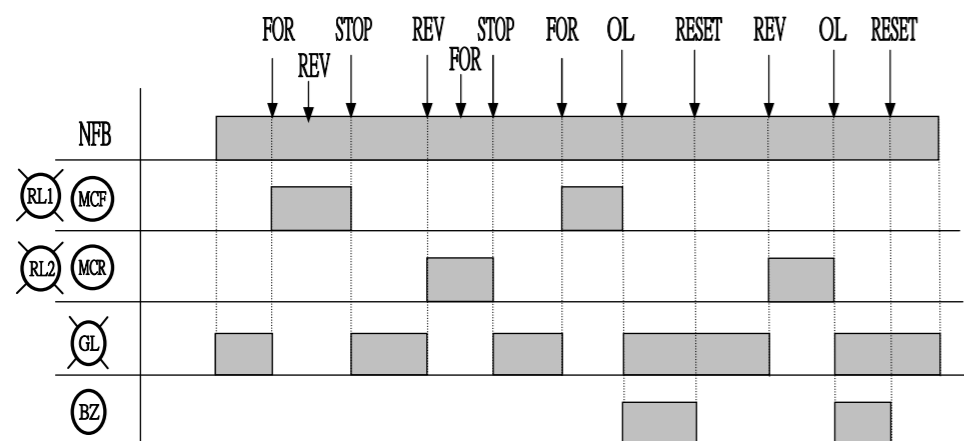 FOR STOP REV STOP FOR OL RESET REV OL RESET
REV FOR
NFB
RL1 MCF
RL2 MCR
GL
BZ